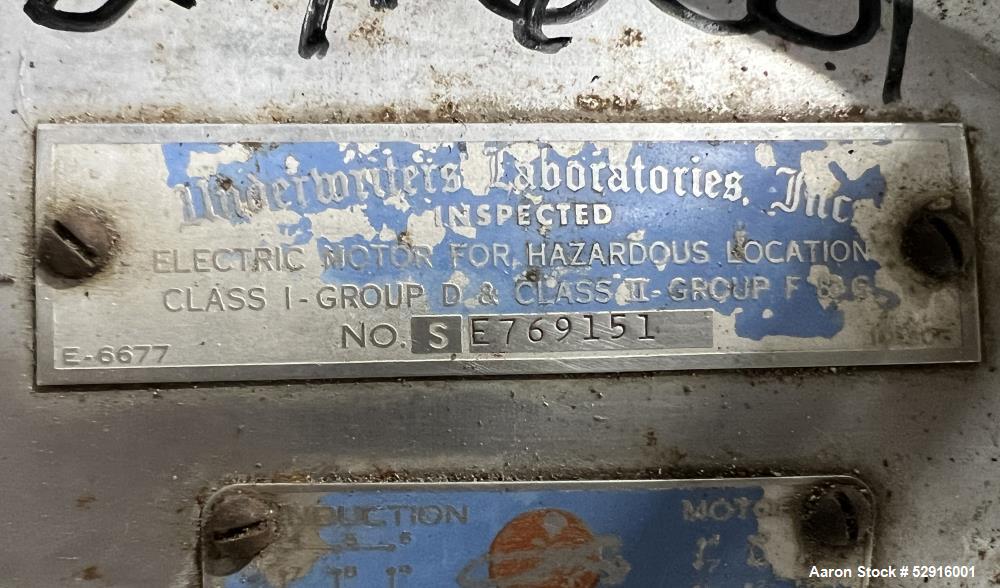 Underwriters Laboratories, Inc.
INSPECTED
ELECTRIC MOTOR FOR HAZARDOUS LOCATION
CLASS I - GROUP D & CLASS II - GROUP F & G
NO. S E769151
E-6677
INDUCTION MOTOR
Aaron Stock # 52916001